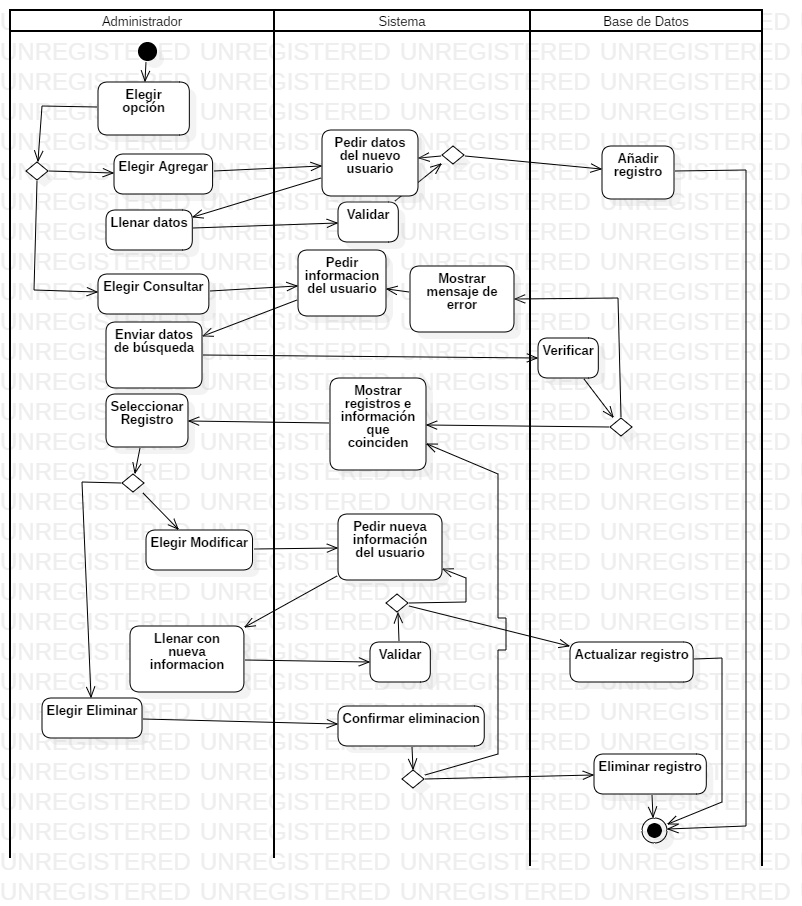 Administrador
Sistema
Base de Datos
Elegir
opción
Pedir datos
del nuevo
usuario
Añadir
registro
Elegir Agregar
Llenar datos
Validar
Pedir
informacion
del usuario
Mostrar
mensaje de
error
Elegir Consultar
Enviar datos
de búsqueda
Verificar
Mostrar
registros e
información
que
coinciden
Seleccionar
Registro
Elegir Modificar
Pedir nueva
información
del usuario
Llenar con
nueva
informacion
Validar
Actualizar registro
Elegir Eliminar
Confirmar eliminacion
Eliminar registro
UNREGISTERED